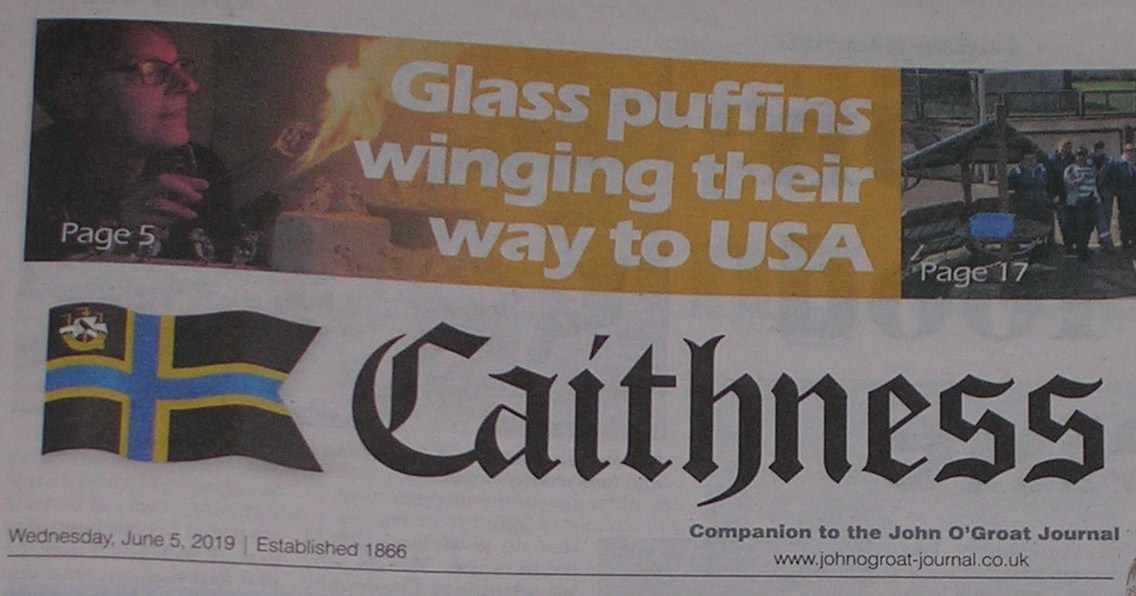 Glass puffins
winging their
way to USA
Page 5
Page 17
Caithness
Wednesday, June 5, 2019 | Established 1866
Companion to the John O'Groat Journal
www.johnogroat-journal.co.uk